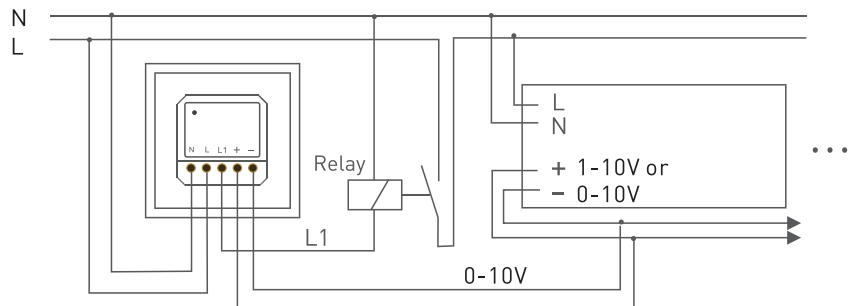 N
L
N L L1 + −
Relay
L
N
+ 1-10V or
− 0-10V
L1
0-10V